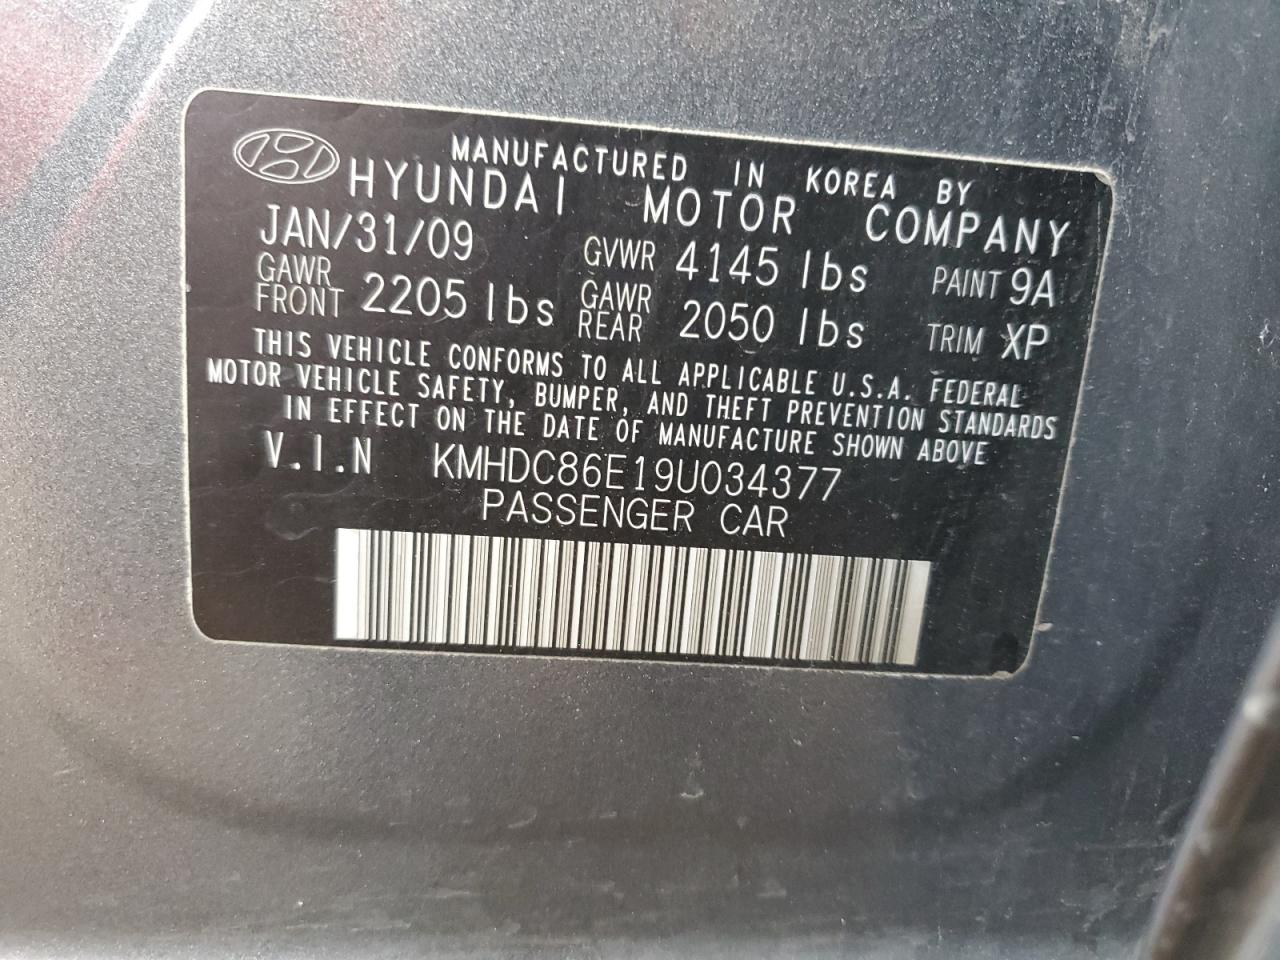 MANUFACTURED IN KOREA BY
HYUNDAI MOTOR COMPANY
JAN/31/09 GVWR 4145 lbs PAINT 9A
GAWR FRONT 2205 lbs GAWR REAR 2050 lbs TRIM XP
THIS VEHICLE CONFORMS TO ALL APPLICABLE U.S.A. FEDERAL
MOTOR VEHICLE SAFETY, BUMPER, AND THEFT PREVENTION STANDARDS
IN EFFECT ON THE DATE OF MANUFACTURE SHOWN ABOVE
V.I.N KMHDC86E19U034377
PASSENGER CAR